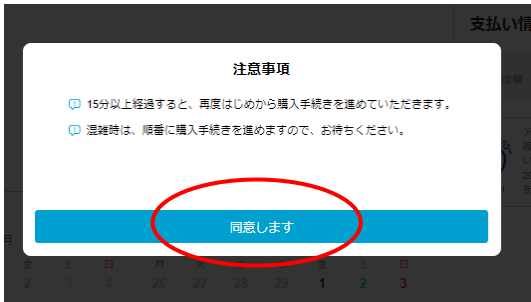 支払い情
注意事項
15分以上経過すると、再度はじめから購入手続きを進めていただきます。
混雑時は、順番に購入手続きを進めますので、お待ちください。
同意します
月
金 土 日 月 火 水 木 金 土 日
2 3 4 26 27 28 29 1 2 3